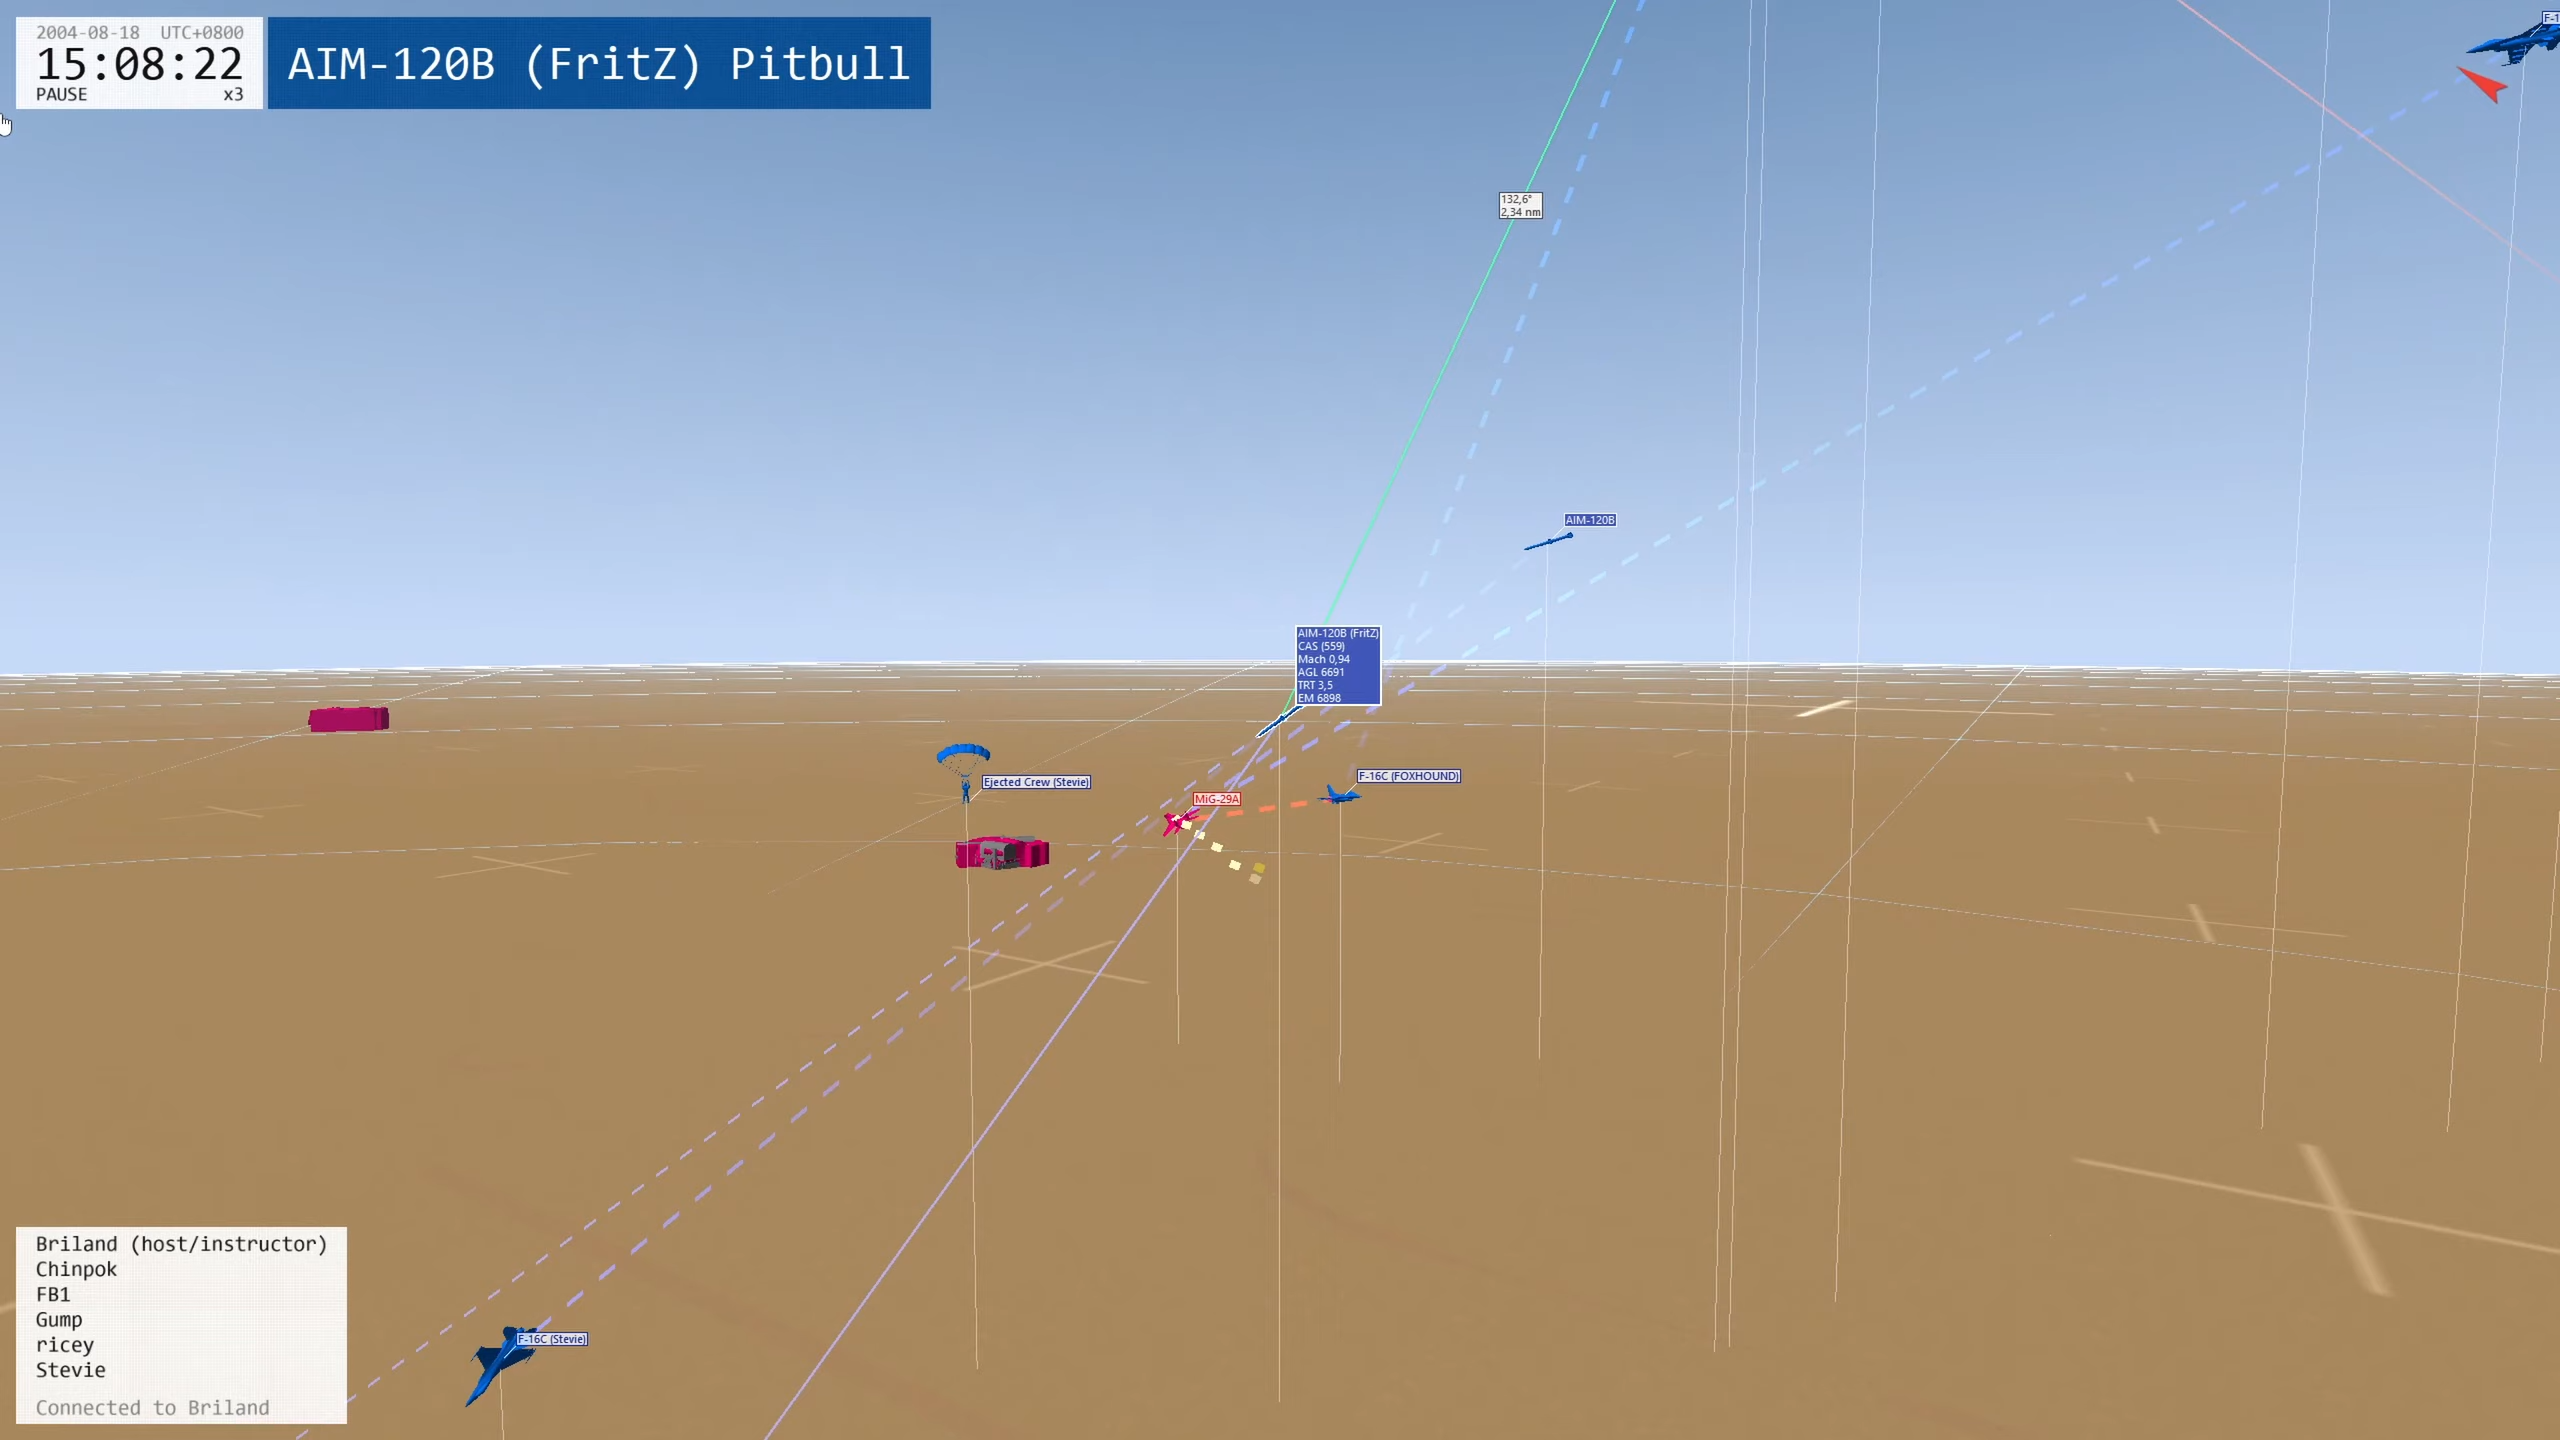 2004-08-18 UTC+0800
15:08:22
PAUSE x3
AIM-120B (FritZ) Pitbull
F-1
132,6°
2,34 nm
AIM-120B
AIM-120B (FritZ)
CAS (559)
Mach 0,94
AGL 6691
TRT 3,5
EM 6898
Ejected Crew (Stevie)
F-16C (FOXHOUND)
MiG-29A
F-16C (Stevie)
Briland (host/instructor)
Chinpok
FB1
Gump
ricey
Stevie
Connected to Briland